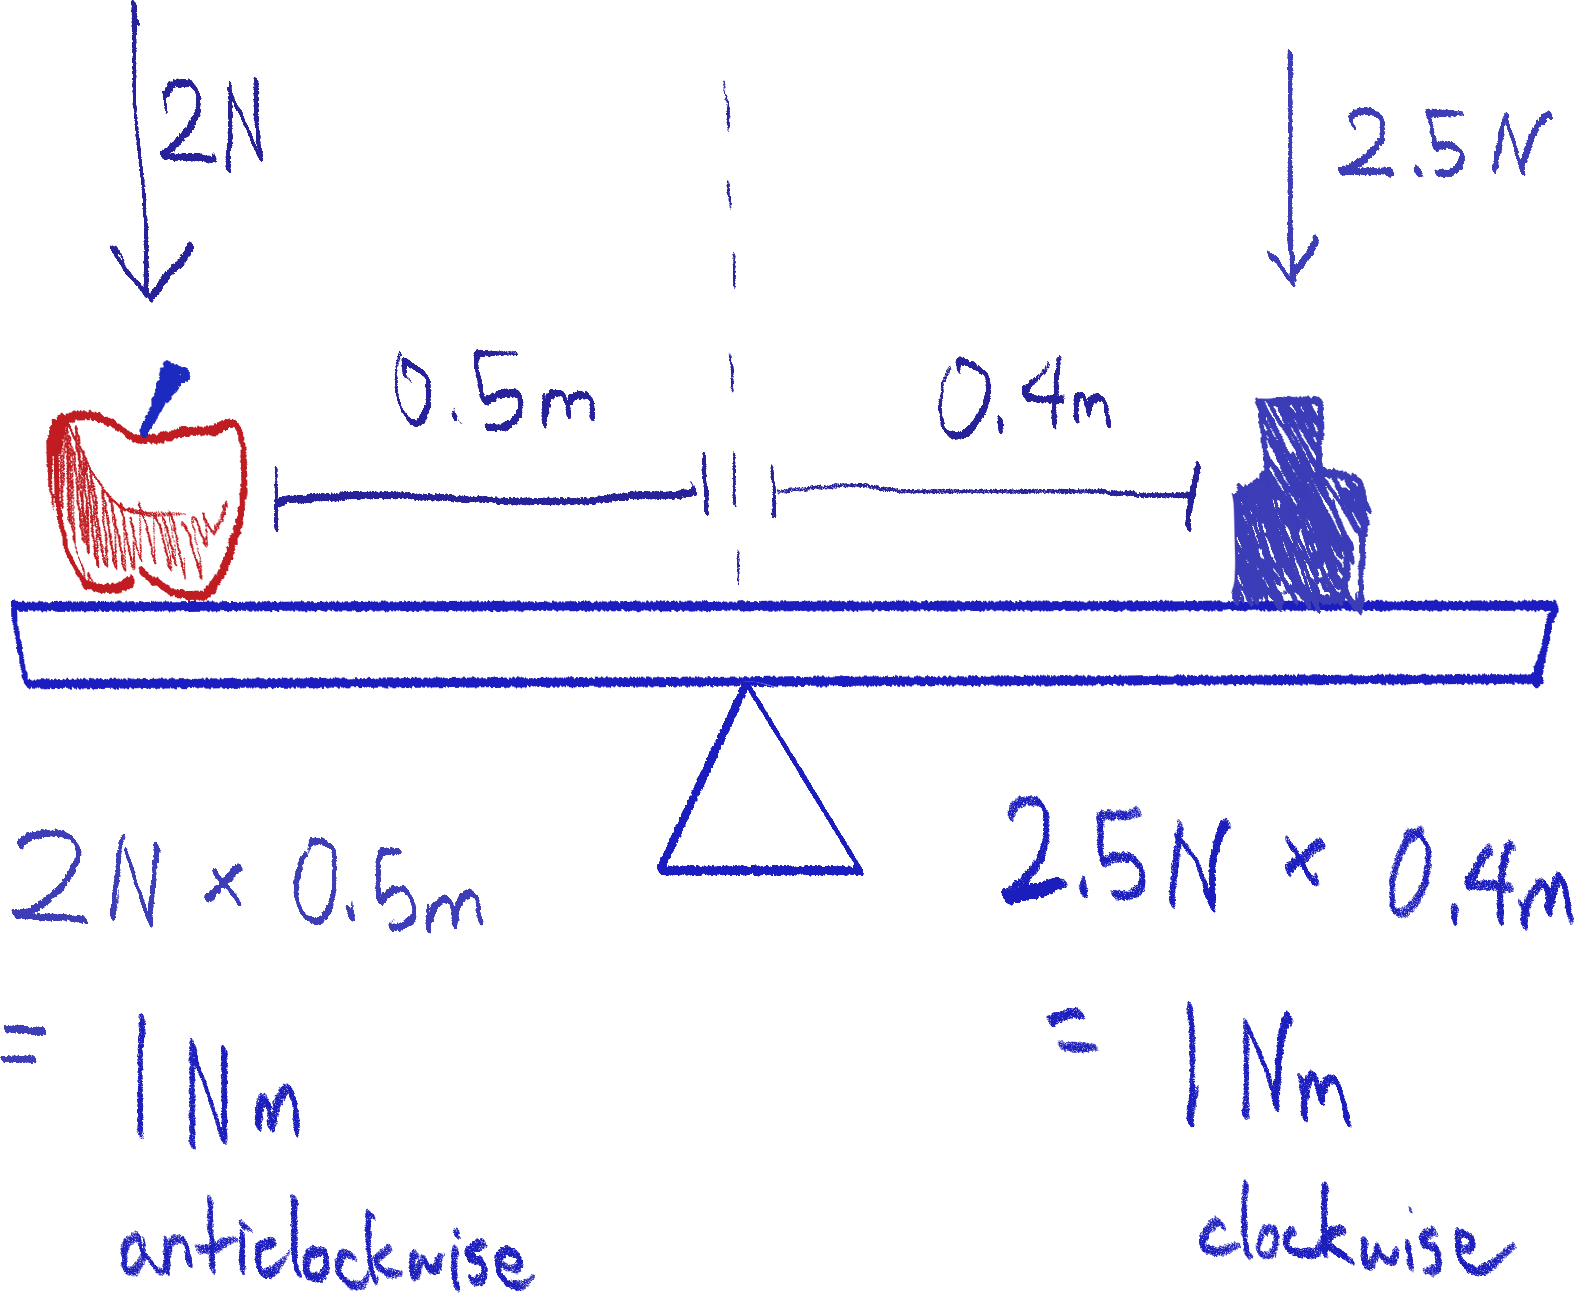 2N
2.5N
0.5m
0.4m
2N × 0.5m
= 1Nm
anticlockwise
2.5N × 0.4m
= 1Nm
clockwise